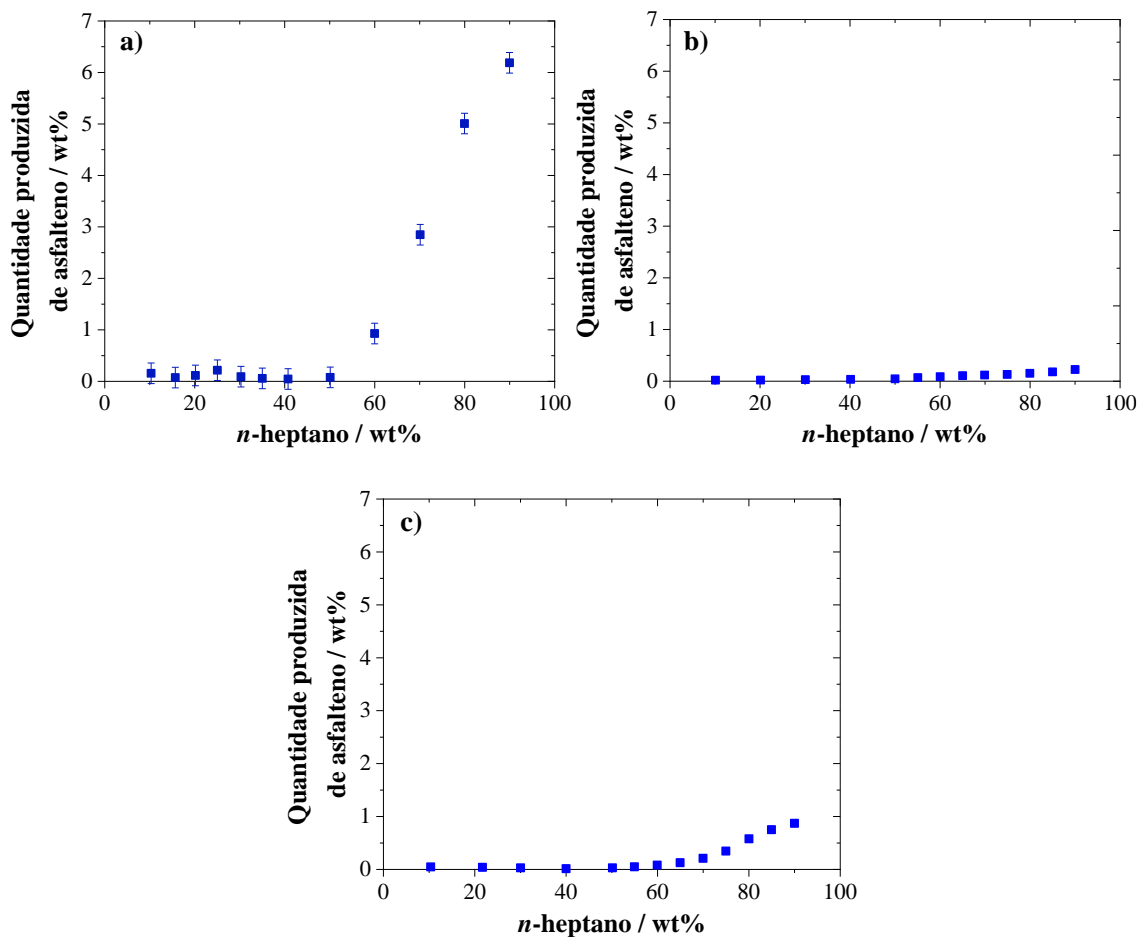 a)
7
6
5
4
3
2
1
0
0 20 40 60 80 100
Quantidade produzida
de asfalteno / wt%
n-heptano / wt%
b)
7
6
5
4
3
2
1
0
0 20 40 60 80 100
Quantidade produzida
de asfalteno / wt%
n-heptano / wt%
c)
7
6
5
4
3
2
1
0
0 20 40 60 80 100
Quantidade produzida
de asfalteno / wt%
n-heptano / wt%